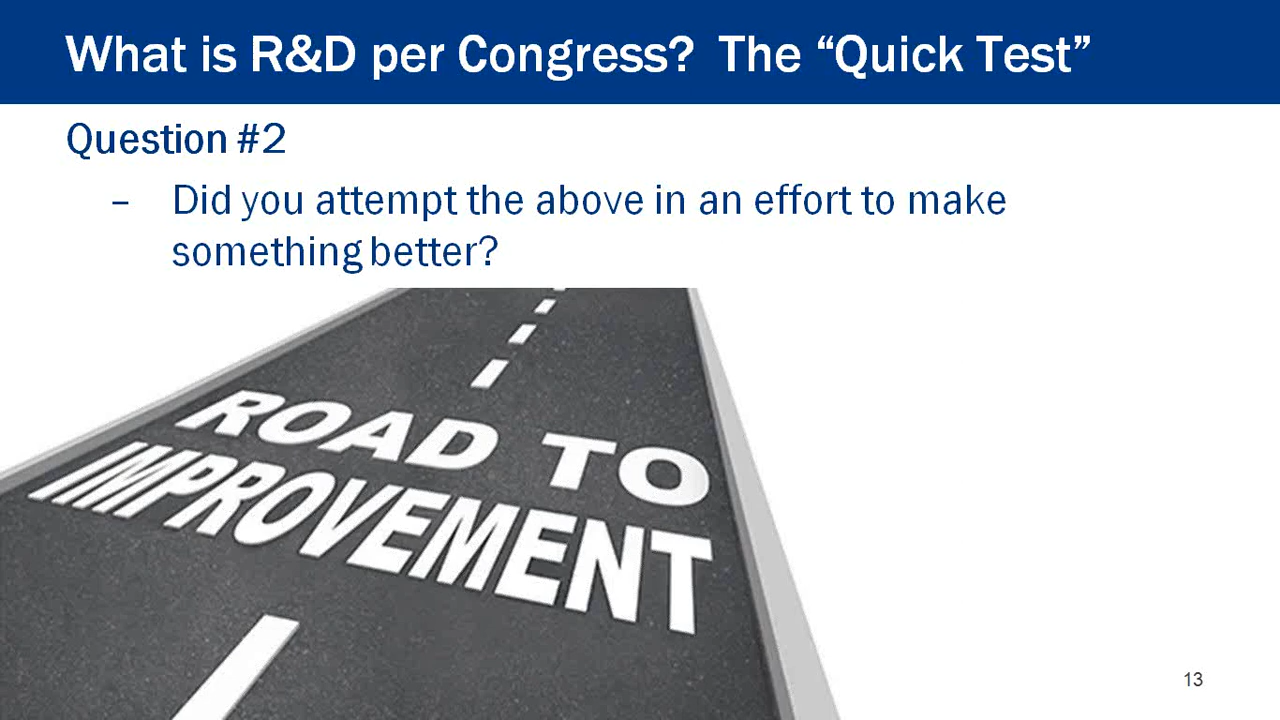 What is R&D per Congress? The “Quick Test”
Question #2
– Did you attempt the above in an effort to make
something better?
ROAD TO
IMPROVEMENT
13